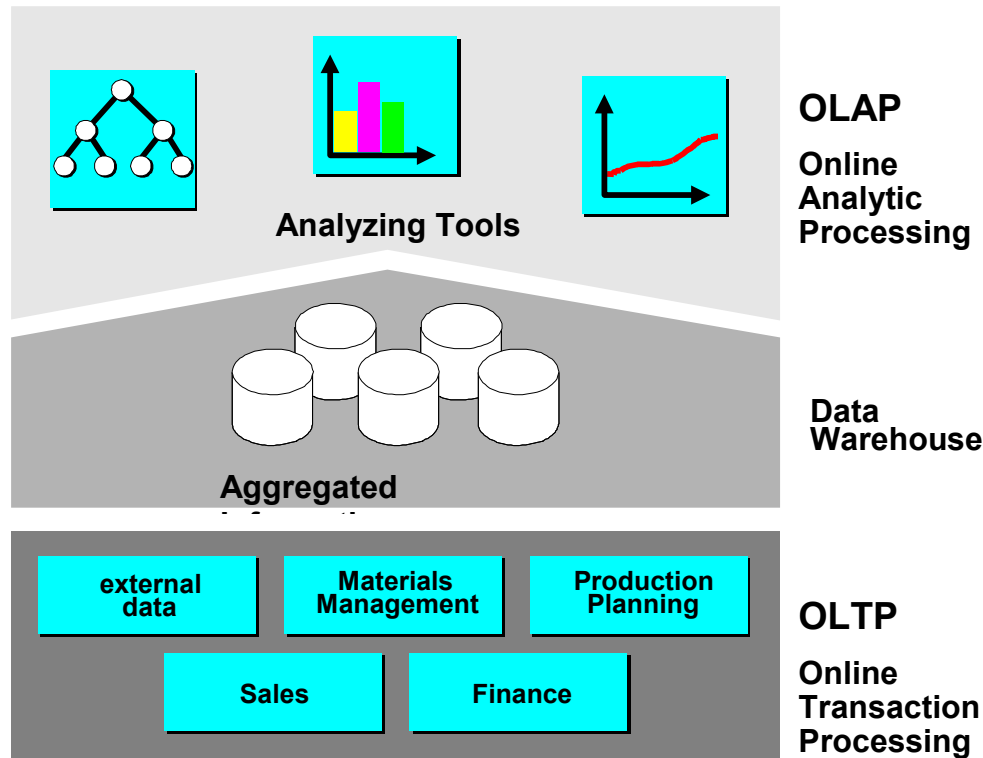 OLAP
Online
Analytic
Processing
Analyzing Tools
Data
Warehouse
Aggregated
external
data
Materials
Management
Production
Planning
Sales
Finance
OLTP
Online
Transaction
Processing